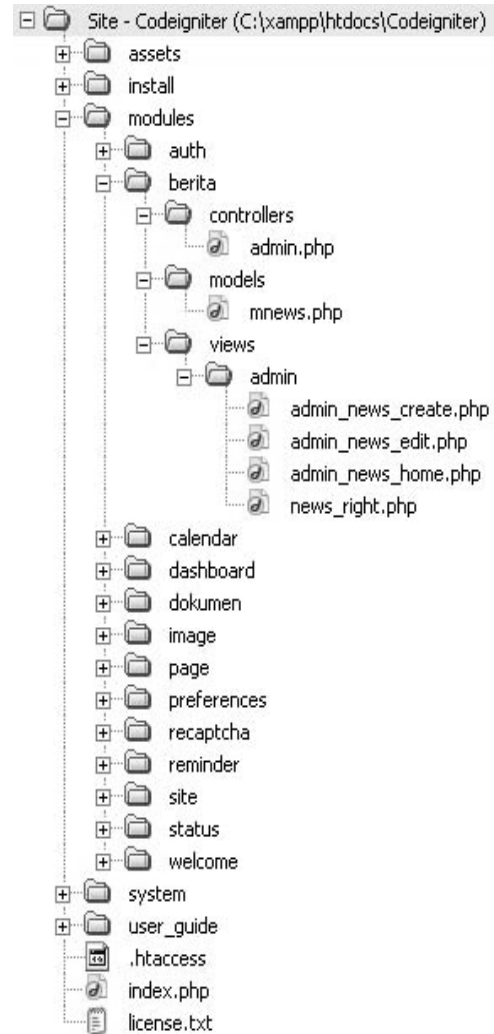 Site - Codeigniter (C:\xampp\htdocs\Codeigniter)
assets
install
modules
auth
berita
controllers
admin.php
models
mnews.php
views
admin
admin_news_create.php
admin_news_edit.php
admin_news_home.php
news_right.php
calendar
dashboard
dokumen
image
page
preferences
recaptcha
reminder
site
status
welcome
system
user_guide
.htaccess
index.php
license.txt